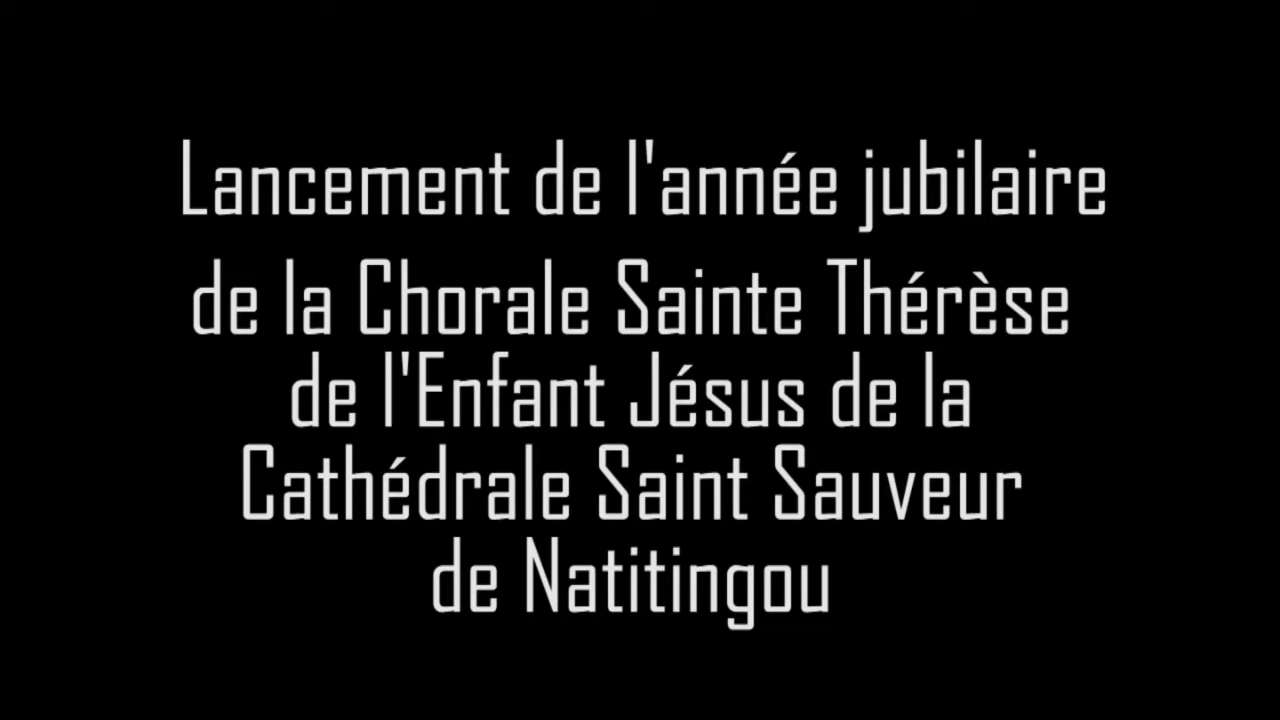 Lancement de l'année jubilaire
de la Chorale Sainte Thérèse
de l'Enfant Jésus de la
Cathédrale Saint Sauveur
de Natitingou